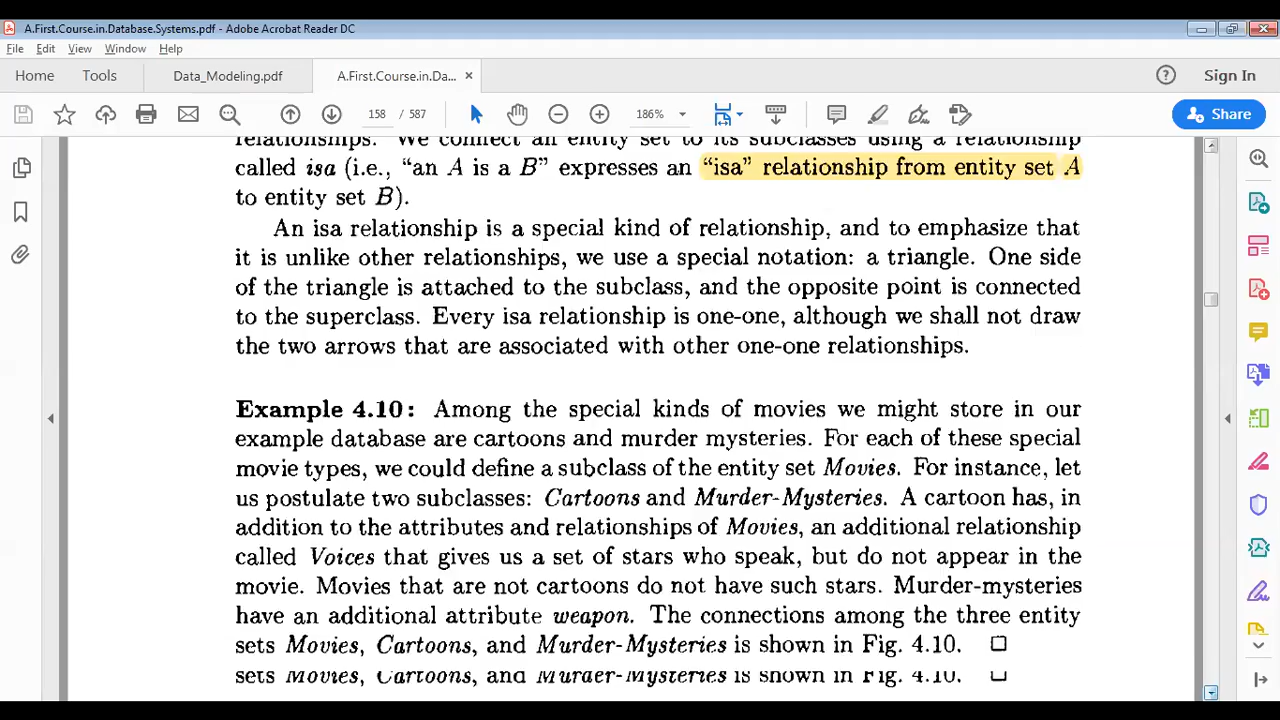 A.First.Course.in.Database.Systems.pdf - Adobe Acrobat Reader DC
File Edit View Window Help
Home Tools Data_Modeling.pdf A.First.Course.in.Da... × ? Sign In
158 / 587 186% Share
relationships. We connect an entity set to its subclasses using a relationship
called isa (i.e., “an A is a B” expresses an “isa” relationship from entity set A
to entity set B).
An isa relationship is a special kind of relationship, and to emphasize that
it is unlike other relationships, we use a special notation: a triangle. One side
of the triangle is attached to the subclass, and the opposite point is connected
to the superclass. Every isa relationship is one-one, although we shall not draw
the two arrows that are associated with other one-one relationships.
Example 4.10: Among the special kinds of movies we might store in our
example database are cartoons and murder mysteries. For each of these special
movie types, we could define a subclass of the entity set Movies. For instance, let
us postulate two subclasses: Cartoons and Murder-Mysteries. A cartoon has, in
addition to the attributes and relationships of Movies, an additional relationship
called Voices that gives us a set of stars who speak, but do not appear in the
movie. Movies that are not cartoons do not have such stars. Murder-mysteries
have an additional attribute weapon. The connections among the three entity
sets Movies, Cartoons, and Murder-Mysteries is shown in Fig. 4.10. □
sets Movies, Cartoons, and Murder-Mysteries is shown in Fig. 4.10.